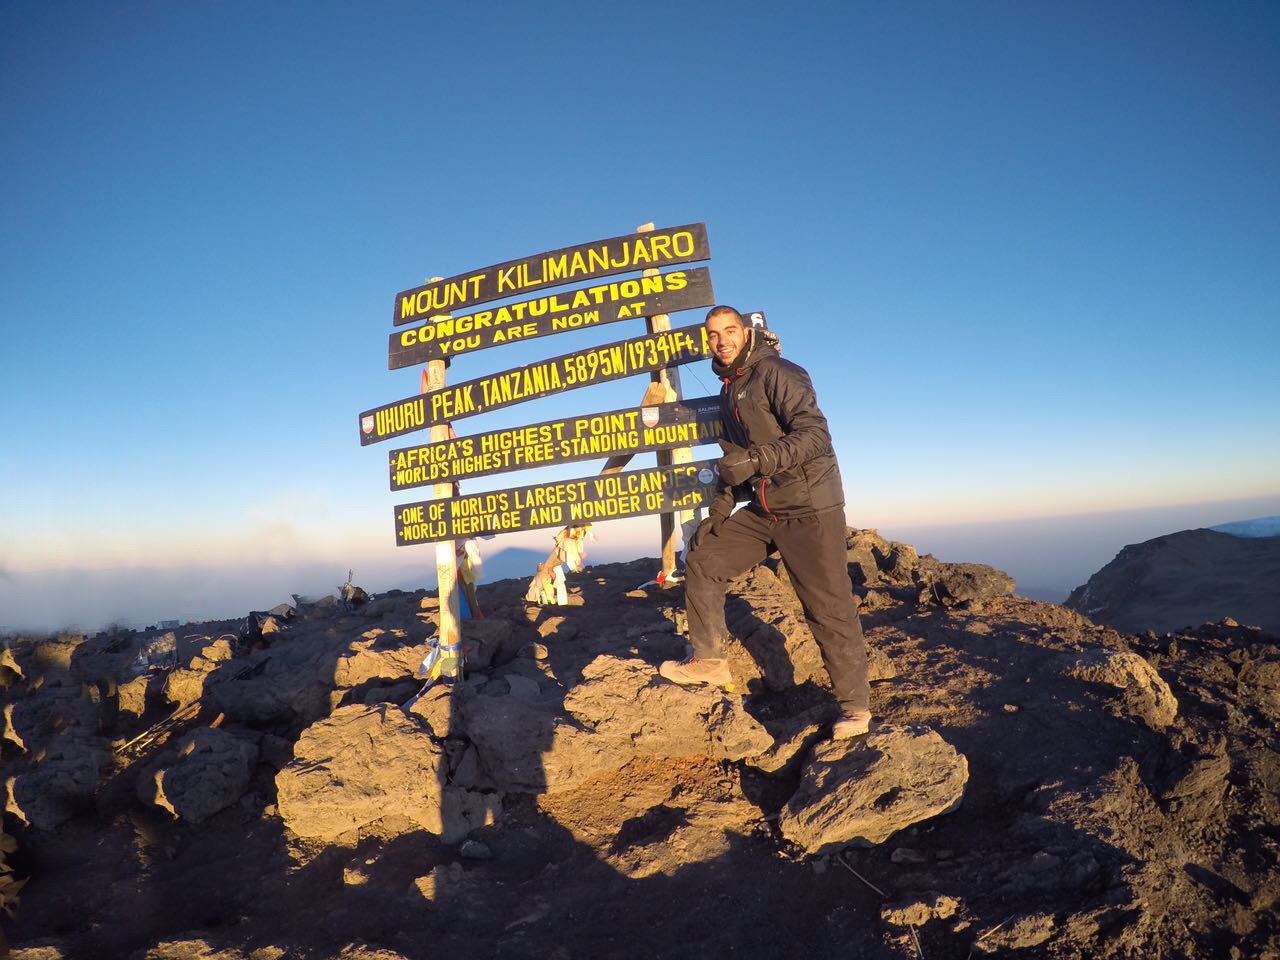 MOUNT KILIMANJARO
CONGRATULATIONS
YOU ARE NOW AT
UHURU PEAK, TANZANIA, 5895M/19341Ft.
•AFRICA'S HIGHEST POINT
•WORLD'S HIGHEST FREE-STANDING MOUNTAIN
•ONE OF WORLD'S LARGEST VOLCANOES
•WORLD HERITAGE AND WONDER OF AFRI